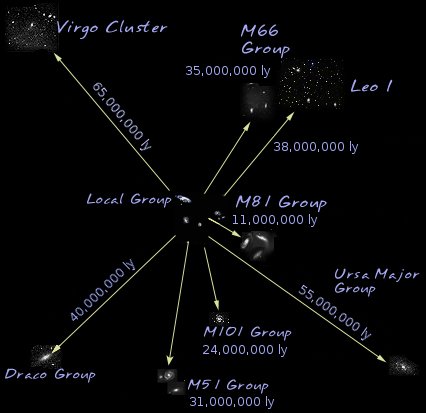 Virgo Cluster
M66
Group
35,000,000 ly
Leo I
65,000,000 ly
38,000,000 ly
Local Group
M81 Group
11,000,000 ly
40,000,000 ly
Ursa Major
Group
55,000,000 ly
M101 Group
24,000,000 ly
Draco Group
M51 Group
31,000,000 ly